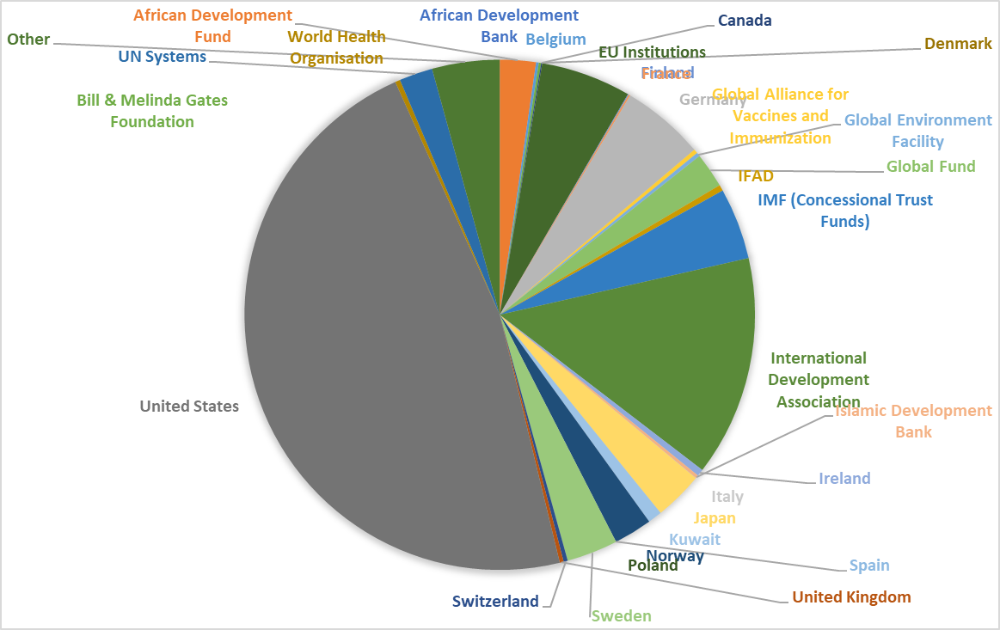 African Development
Fund
African Development
Bank
Canada
Other
World Health
Organisation
Belgium
Denmark
UN Systems
EU Institutions
Finland
France
Bill & Melinda Gates
Foundation
Germany
Global Alliance for
Vaccines and
Immunization
Global Environment
Facility
Global Fund
IFAD
IMF (Concessional Trust
Funds)
International
Development
Association
United States
Islamic Development
Bank
Ireland
Italy
Japan
Kuwait
Norway
Poland
Spain
Switzerland
United Kingdom
Sweden